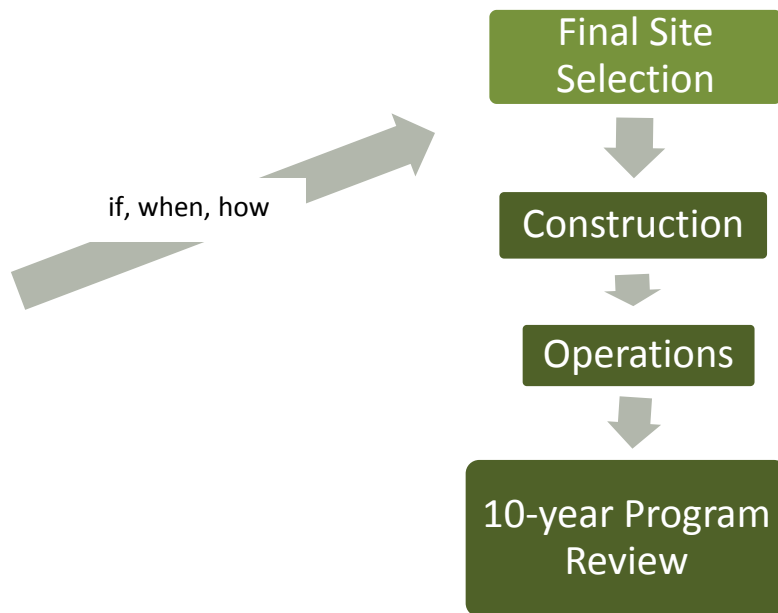 Final Site
Selection
if, when, how
Construction
Operations
10-year Program
Review